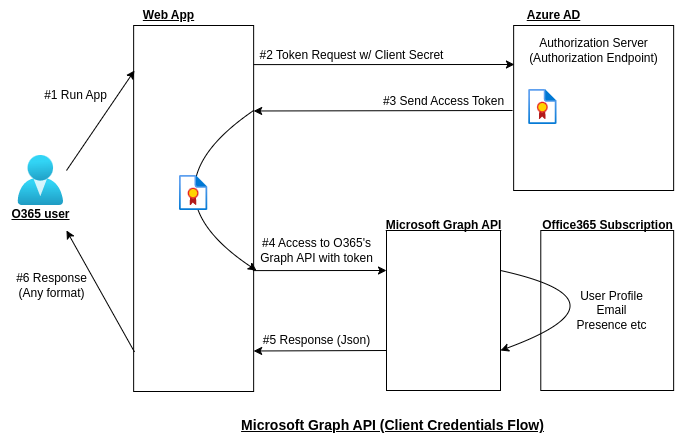 Web App
Azure AD
Authorization Server
(Authorization Endpoint)
#2 Token Request w/ Client Secret
#1 Run App
#3 Send Access Token
O365 user
Microsoft Graph API
Office365 Subscription
#4 Access to O365's
Graph API with token
#6 Response
(Any format)
User Profile
Email
Presence etc
#5 Response (Json)
Microsoft Graph API (Client Credentials Flow)